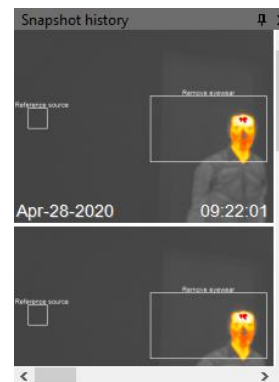 Snapshot history
Remove eyewear
Reference source
Apr-28-2020 09:22:01
Remove eyewear
Reference source